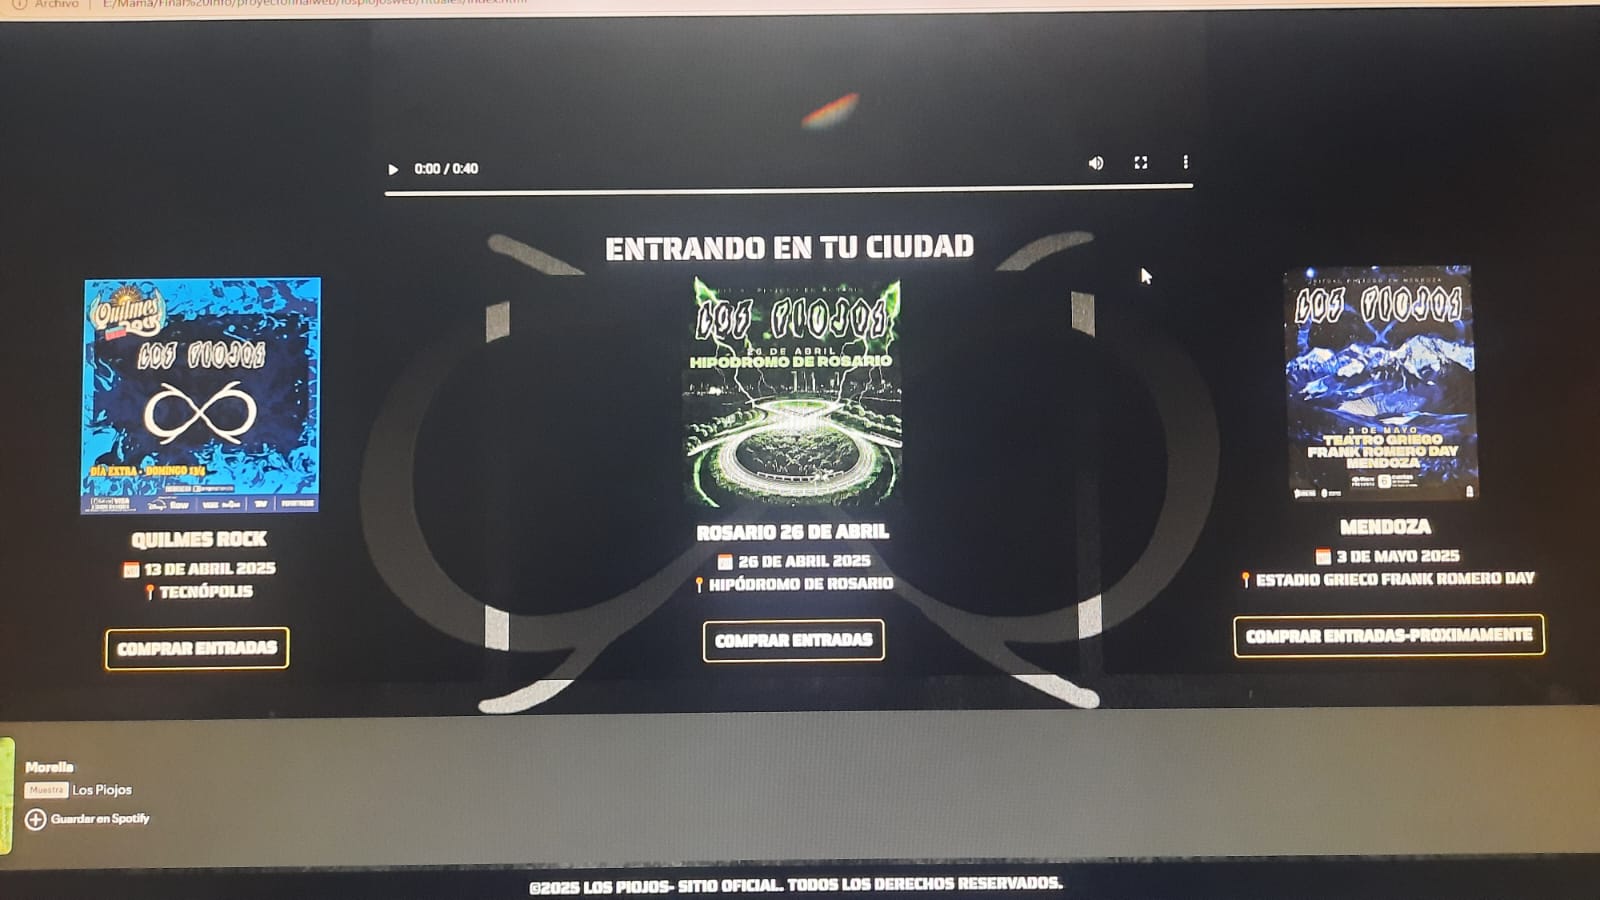 Archivo
E:/Mama/Final%20Info/proyectofinalweb/lospiojosweb/rituales/index.html
0:00 / 0:40
ENTRANDO EN TU CIUDAD
Quilmes
Rock
LOS PIOJOS
DÍA EXTRA - DOMINGO 13/4
flow
QUILMES ROCK
13 DE ABRIL 2025
TECNÓPOLIS
COMPRAR ENTRADAS
LOS PIOJOS
26 DE ABRIL
HIPODROMO DE ROSARIO
ROSARIO 26 DE ABRIL
26 DE ABRIL 2025
HIPÓDROMO DE ROSARIO
COMPRAR ENTRADAS
LOS PIOJOS
3 DE MAYO
TEATRO GRIEGO
FRANK ROMERO DAY
MENDOZA
MENDOZA
3 DE MAYO 2025
ESTADIO GRIECO FRANK ROMERO DAY
COMPRAR ENTRADAS-PROXIMAMENTE
Morella
Muestra Los Piojos
Guardar en Spotify
©2025 LOS PIOJOS- SITIO OFICIAL. TODOS LOS DERECHOS RESERVADOS.